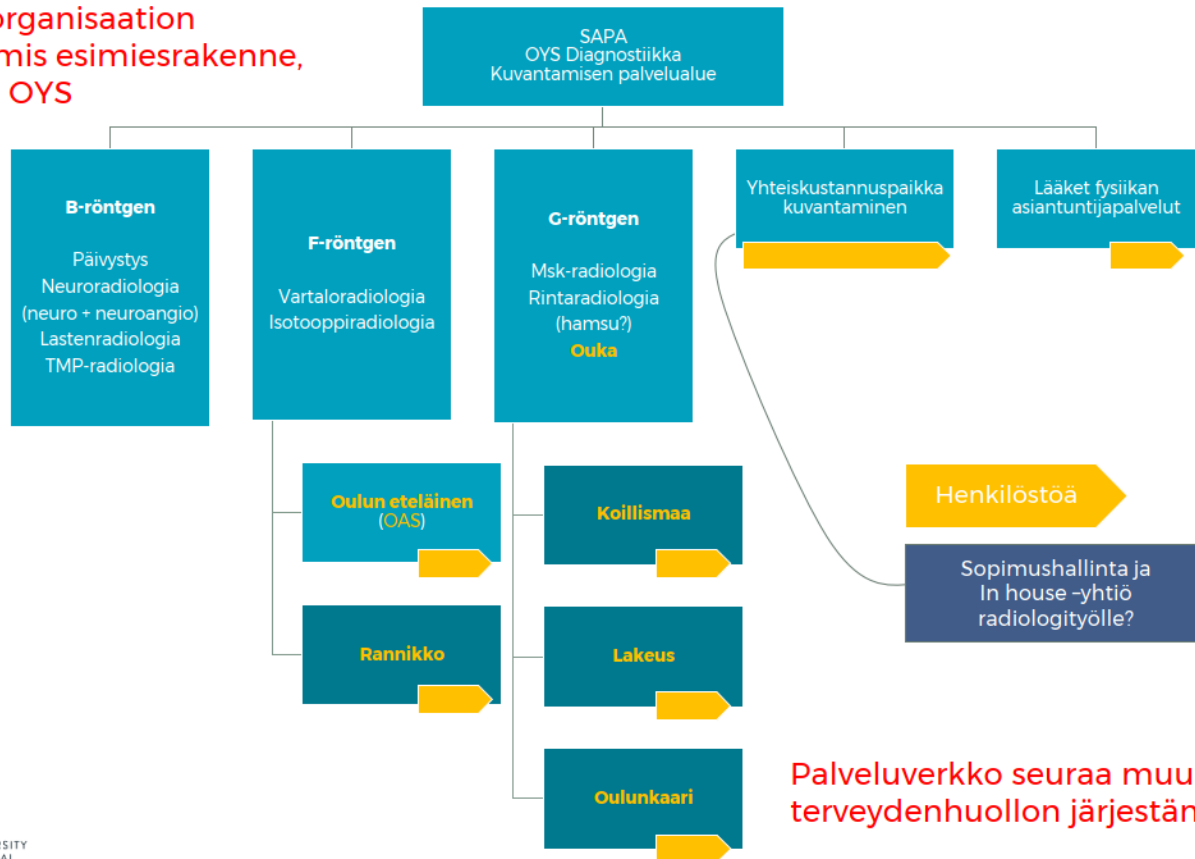 organisaation
mis esimiesrakenne,
OYS
SAPA
OYS Diagnostiikka
Kuvantamisen palvelualue
B-röntgen
Päivystys
Neuroradiologia
(neuro + neuroangio)
Lastenradiologia
TMP-radiologia
F-röntgen
Vartaloradiologia
Isotooppiradiologia
G-röntgen
Msk-radiologia
Rintaradiologia
(hamsu?)
Ouka
Yhteiskustannuspaikka
kuvantaminen
Lääket fysiikan
asiantuntijapalvelut
Oulun eteläinen
(OAS)
Rannikko
Koillismaa
Lakeus
Oulunkaari
Henkilöstöä
Sopimushallinta ja
In house -yhtiö
radiologityölle?
Palveluverkko seuraa muu
terveydenhuollon järjestän